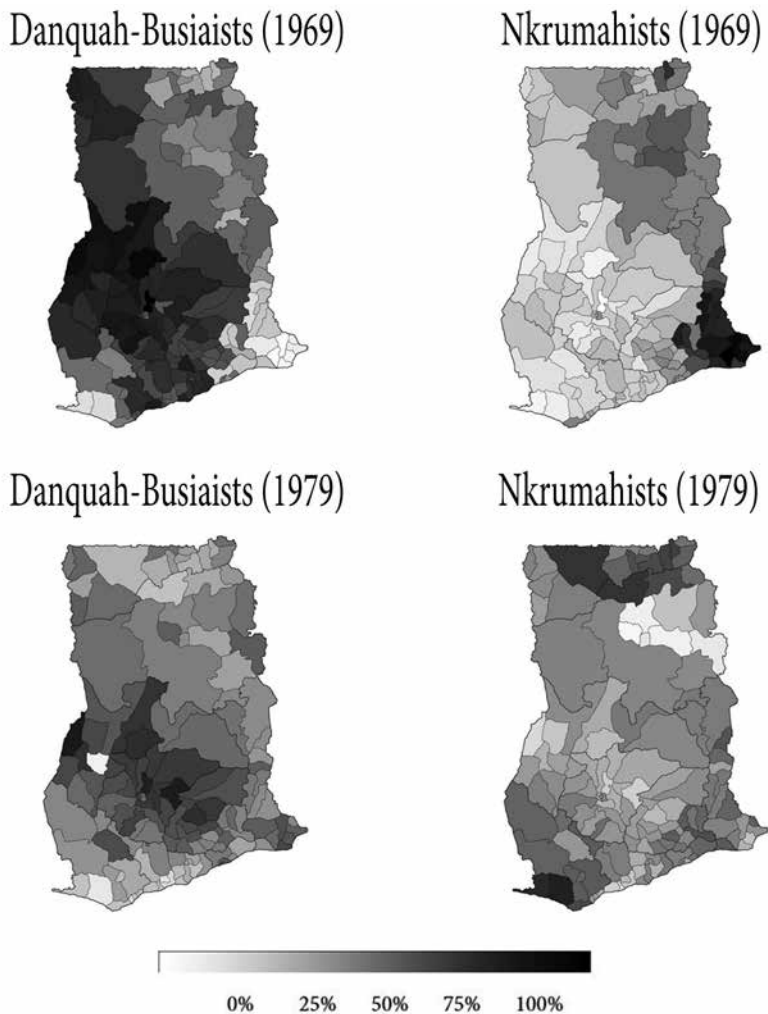 Danquah-Busiaists (1969)
Nkrumahists (1969)
Danquah-Busiaists (1979)
Nkrumahists (1979)
0% 25% 50% 75% 100%